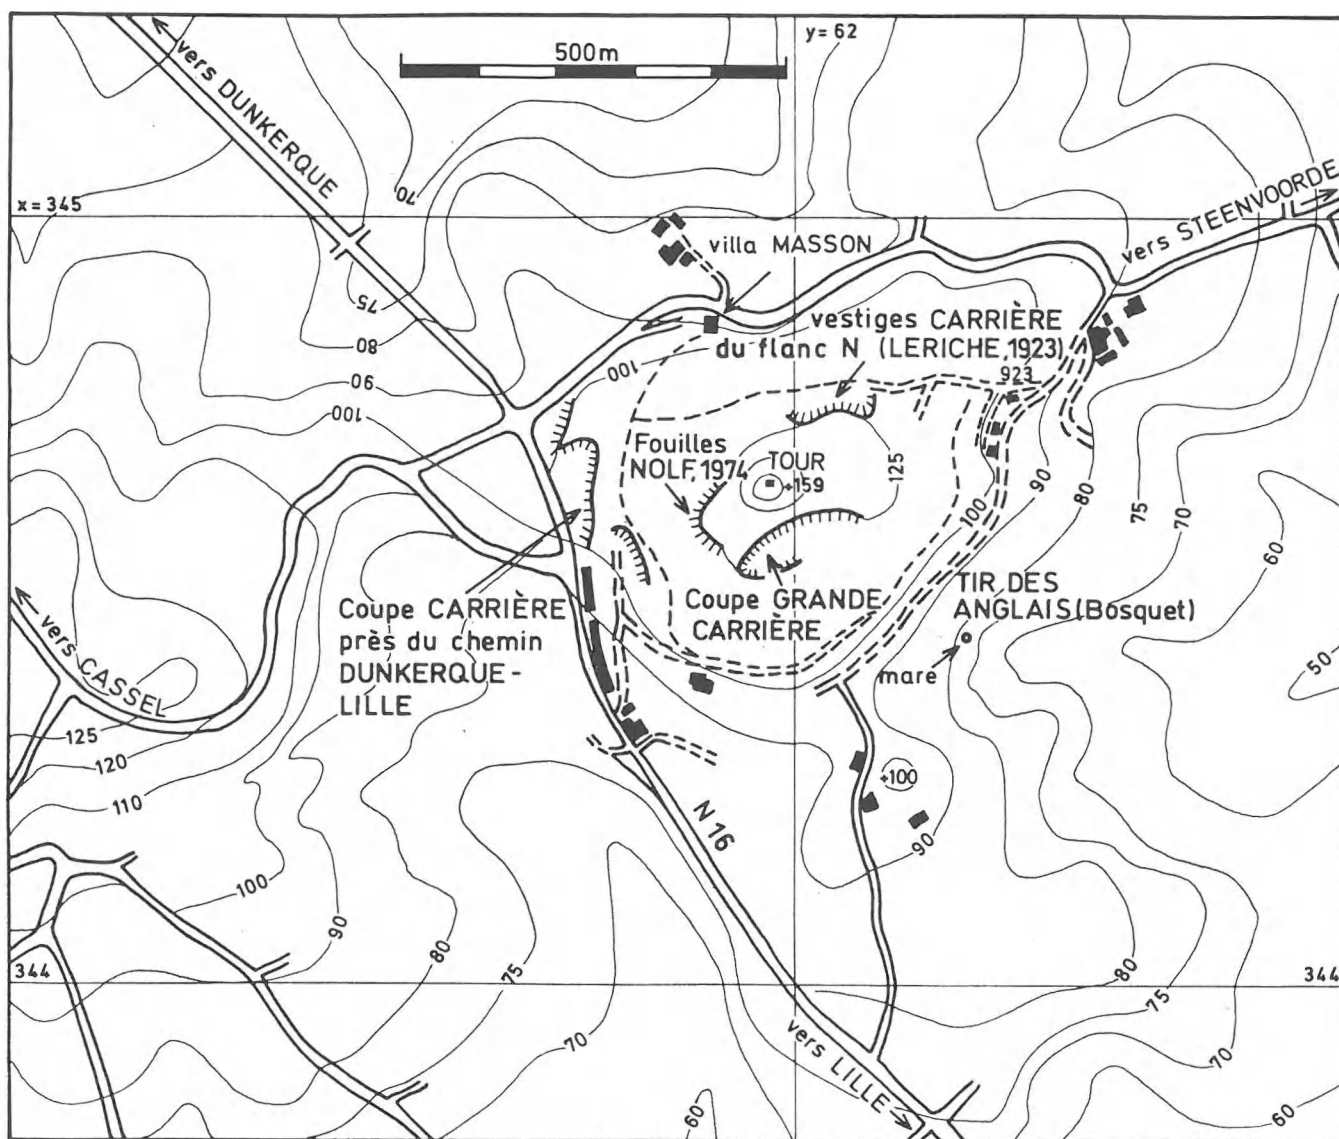 500m
y= 62
vers DUNKERQUE
x = 345
70
villa MASSON
vers STEENVOORDE
75
80
90
100
100
vestiges CARRIÈRE
du flanc N (LERICHE,1923)
923
Fouilles
NOLF,1974
TOUR
+159
125
100
90
80
75
70
60
50
Coupe CARRIÈRE
près du chemin
DUNKERQUE-
LILLE
Coupe GRANDE
CARRIÈRE
TIR DES
ANGLAIS(Bosquet)
mare
vers CASSEL
125
120
110
100
90
80
75
70
60
N 16
+100
90
344
344
80
75
70
60
vers LILLE